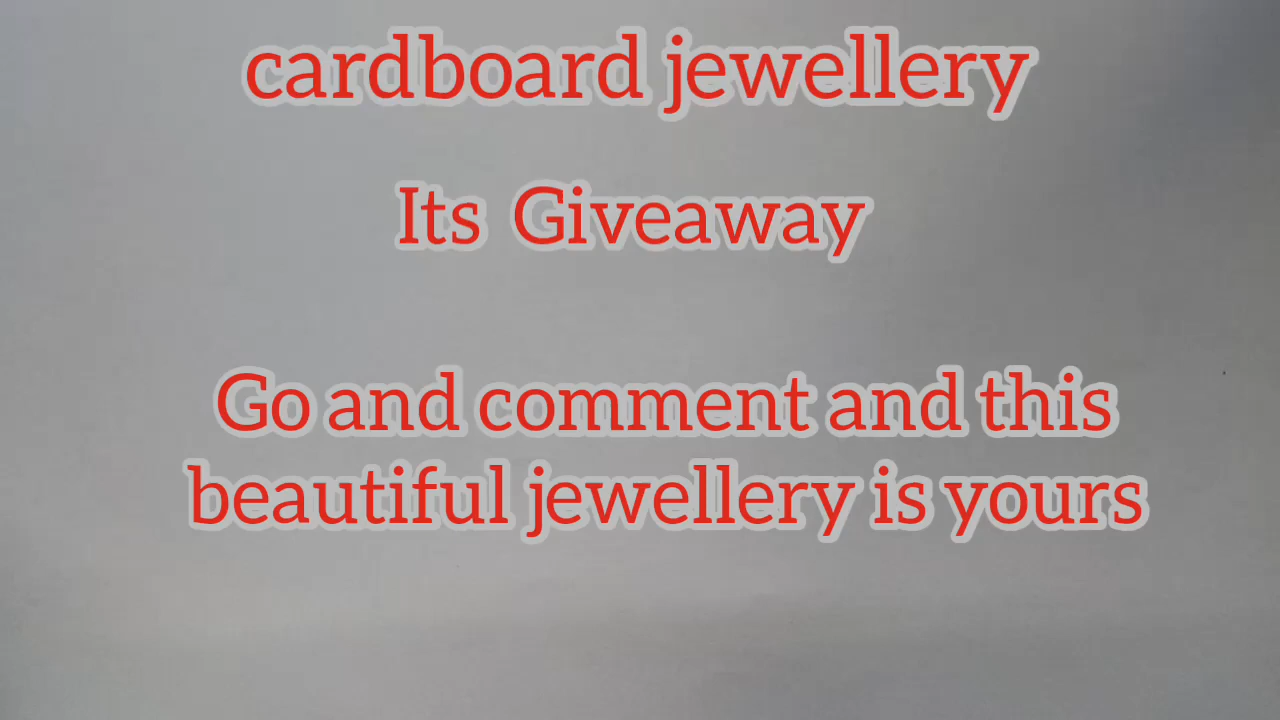 cardboard jewellery
Its Giveaway
Go and comment and this
beautiful jewellery is yours